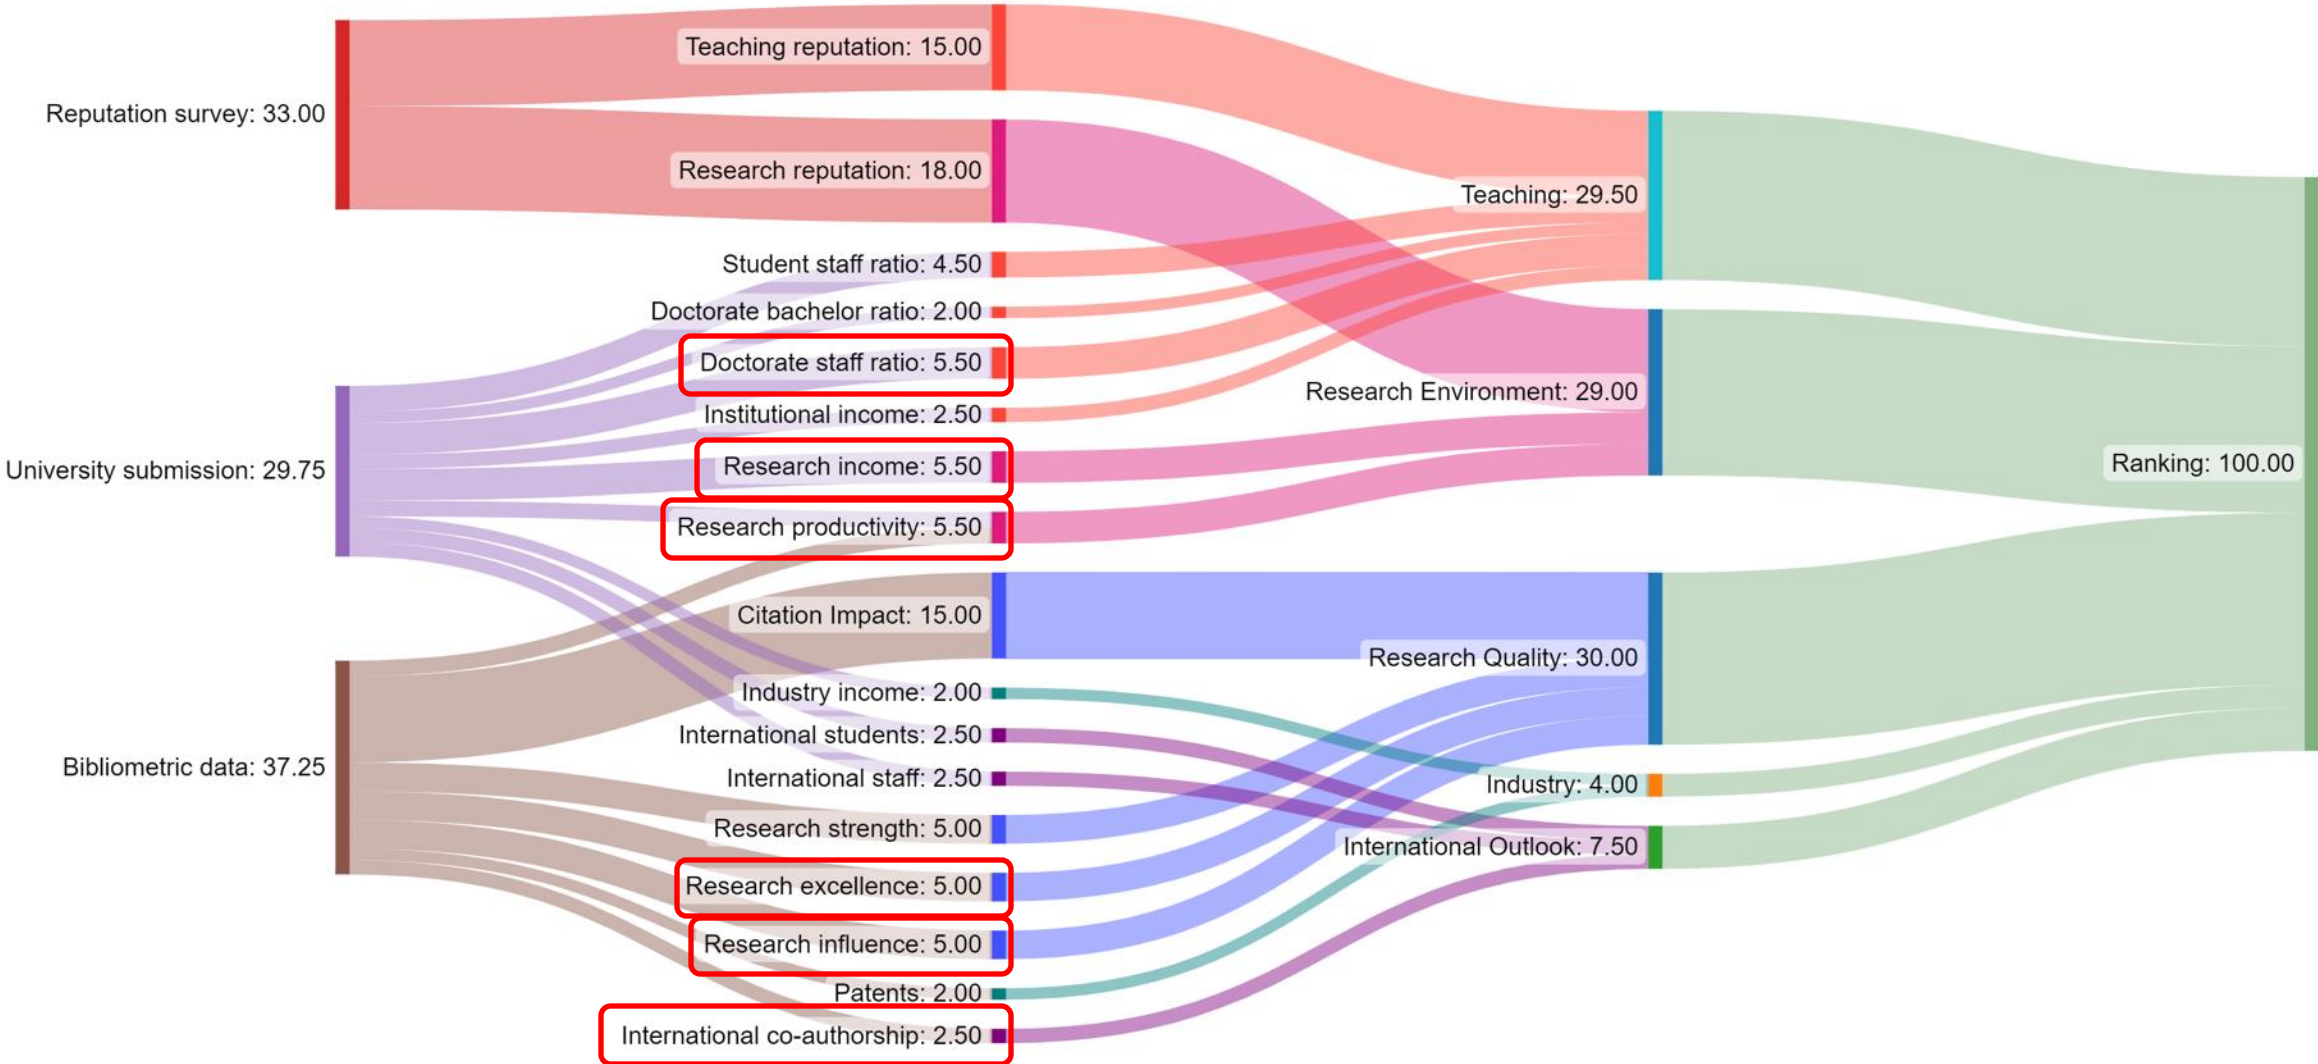 Reputation survey: 33.00
University submission: 29.75
Bibliometric data: 37.25
Teaching reputation: 15.00
Research reputation: 18.00
Student staff ratio: 4.50
Doctorate bachelor ratio: 2.00
Doctorate staff ratio: 5.50
Institutional income: 2.50
Research income: 5.50
Research productivity: 5.50
Citation Impact: 15.00
Industry income: 2.00
International students: 2.50
International staff: 2.50
Research strength: 5.00
Research excellence: 5.00
Research influence: 5.00
Patents: 2.00
International co-authorship: 2.50
Teaching: 29.50
Research Environment: 29.00
Research Quality: 30.00
Industry: 4.00
International Outlook: 7.50
Ranking: 100.00